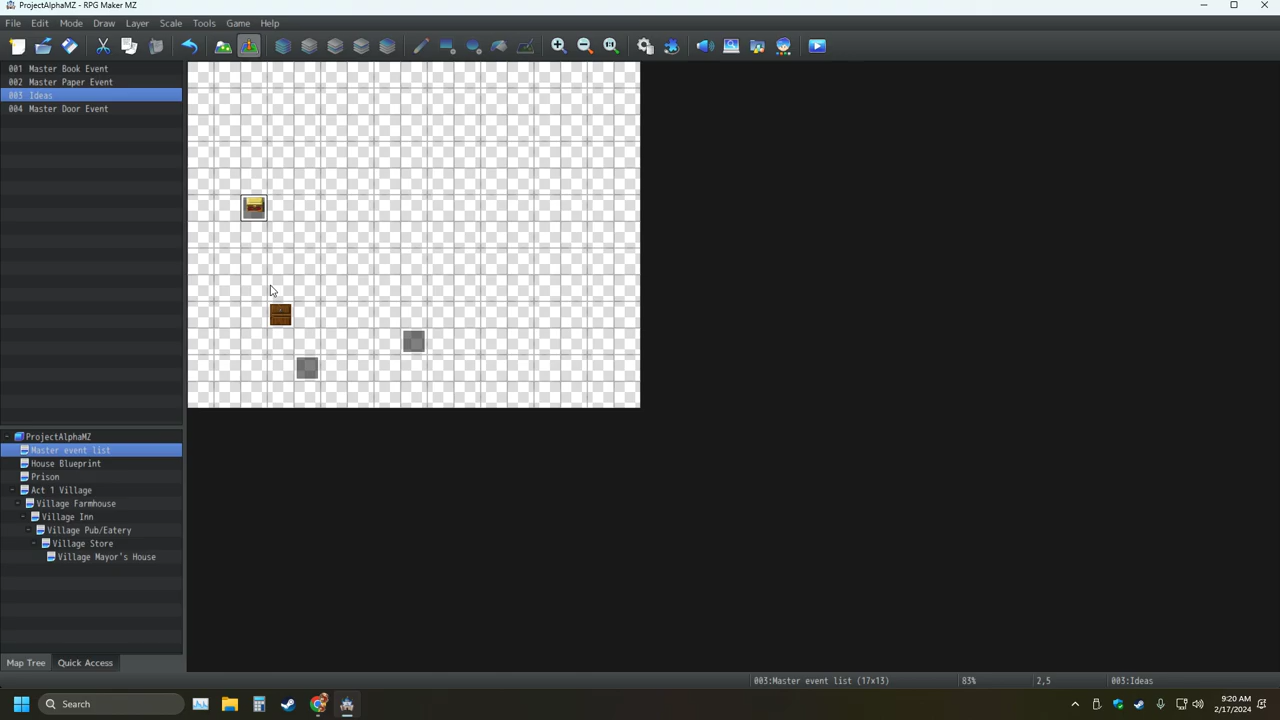 ProjectAlphaMZ - RPG Maker MZ
File Edit Mode Draw Layer Scale Tools Game Help
001 Master Book Event
002 Master Paper Event
003 Ideas
004 Master Door Event
ProjectAlphaMZ
Master event list
House Blueprint
Prison
Act 1 Village
Village Farmhouse
Village Inn
Village Pub/Eatery
Village Store
Village Mayor's House
Map Tree Quick Access
003:Master event list (17x13) 83% 2,5 003:Ideas
Search
9:20 AM
2/17/2024